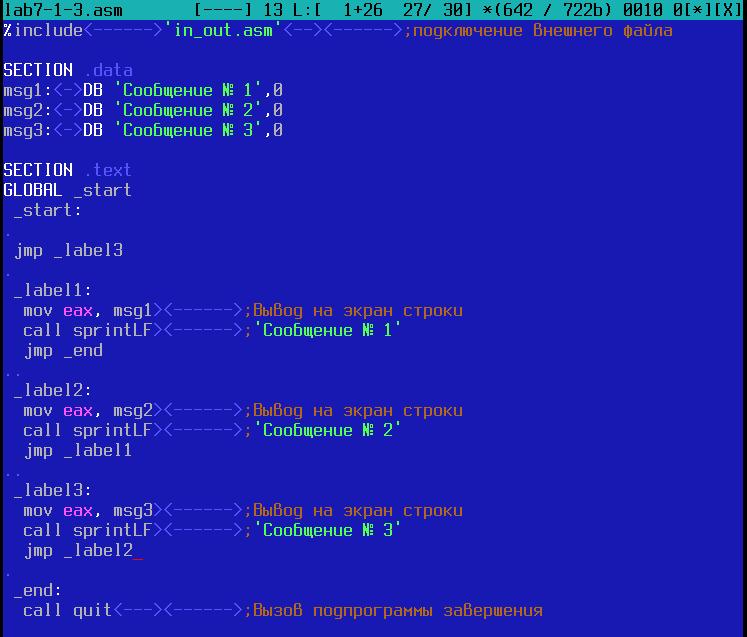 lab7-1-3.asm [----] 13 L:[ 1+26 27/ 30] *(642 / 722b) 0010 0[*][X]
%include<------>'in_out.asm'<--><------>;подключение внешнего файла
SECTION .data
msg1:<->DB 'Сообщение № 1',0
msg2:<->DB 'Сообщение № 2',0
msg3:<->DB 'Сообщение № 3',0
SECTION .text
GLOBAL _start
_start:
.
jmp _label3
.
_label1:
mov eax, msg1><------>;Вывод на экран строки
call sprintLF><------>;'Сообщение № 1'
jmp _end
..
_label2:
mov eax, msg2><------>;Вывод на экран строки
call sprintLF><------>;'Сообщение № 2'
jmp _label1
..
_label3:
mov eax, msg3><------>;Вывод на экран строки
call sprintLF><------>;'Сообщение № 3'
jmp _label2
.
_end:
call quit<---><------>;Вызов подпрограммы завершения